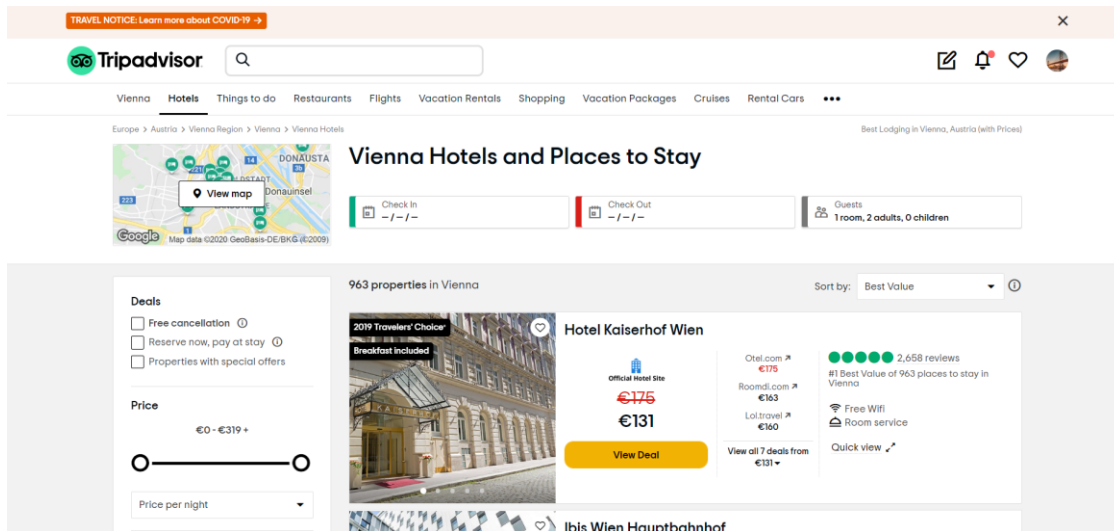 TRAVEL NOTICE: Learn more about COVID-19 →
Tripadvisor
Vienna Hotels Things to do Restaurants Flights Vacation Rentals Shopping Vacation Packages Cruises Rental Cars
Europe > Austria > Vienna Region > Vienna > Vienna Hotels
Best Lodging in Vienna, Austria (with Prices)
DONAUSTA
Donauinsel
14
3b
221
223
1
View map
Google
Map data ©2020 GeoBasis-DE/BKG (©2009)
Vienna Hotels and Places to Stay
Check In
–/–/–
Check Out
–/–/–
Guests
1 room, 2 adults, 0 children
Deals
Free cancellation
Reserve now, pay at stay
Properties with special offers
Price
€0 - €319 +
Price per night
963 properties in Vienna
Sort by: Best Value
2019 Travelers' Choice
Breakfast included
Hotel Kaiserhof Wien
Official Hotel Site
€175
€131
View Deal
Otel.com
€175
Roomdi.com
€163
Lol.travel
€160
View all 7 deals from
€131
2,658 reviews
#1 Best Value of 963 places to stay in
Vienna
Free Wifi
Room service
Quick view
Ibis Wien Hauptbahnhof